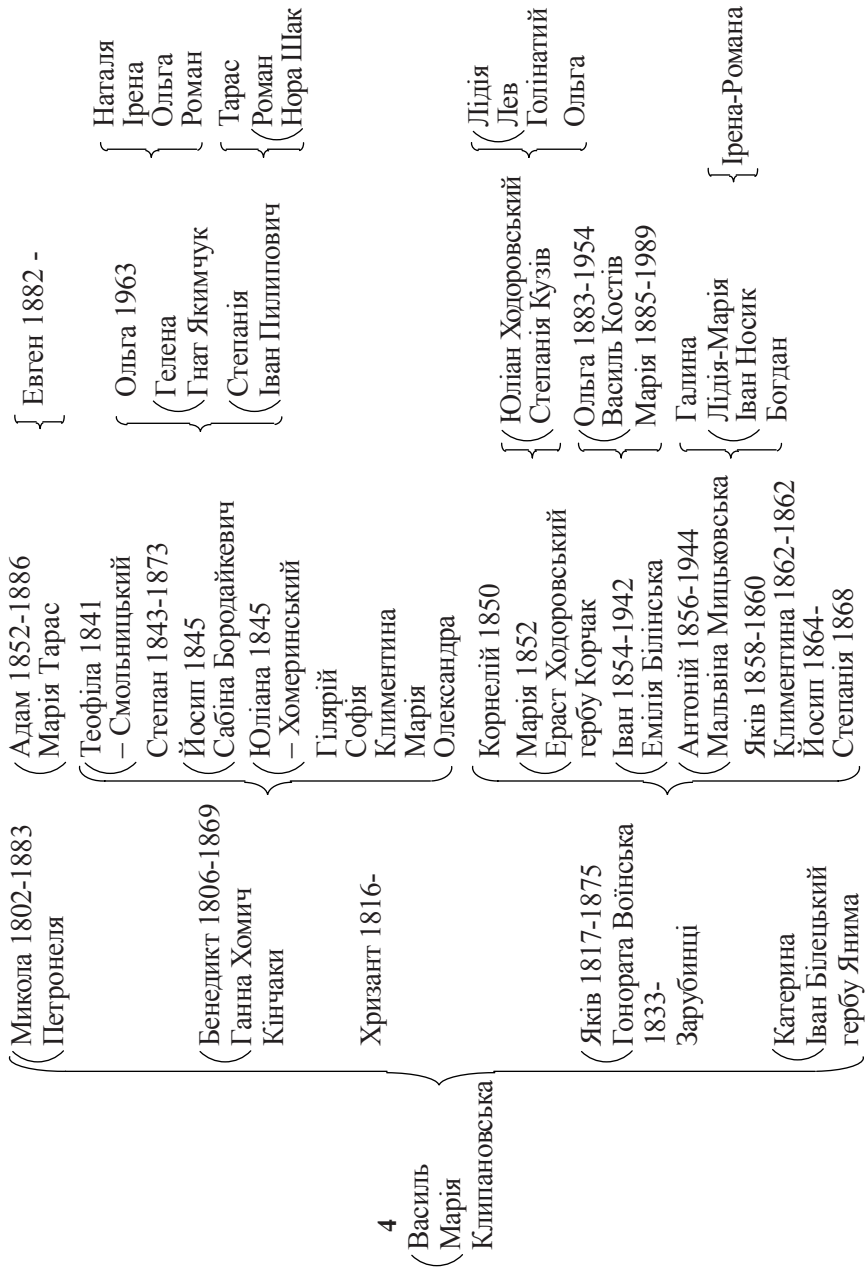 4
Василь
Марія
Клипановська
Микола 1802-1883
Петронеля
Бенедикт 1806-1869
Ганна Хомич
Кінчаки
Хризант 1816-
Яків 1817-1875
Гонората Воїнська
1833-
Зарубинці
Катерина
Іван Білецький
гербу Янима
Адам 1852-1886
Марія Тарас
Теофіла 1841
– Смольницький
Степан 1843-1873
Йосип 1845
Сабіна Бородайкевич
Юліана 1845
– Хомеринський
Гілярій
Софія
Климентина
Марія
Олександра
Корнелій 1850
Марія 1852
Ераст Ходоровський
гербу Корчак
Іван 1854-1942
Емілія Білінська
Антоній 1856-1944
Мальвіна Мицьковська
Яків 1858-1860
Климентина 1862-1862
Йосип 1864-
Степанія 1868
Евген 1882 -
Ольга 1963
Гелена
Гнат Якимчук
Степанія
Іван Пилипович
Юліан Ходоровський
Степанія Кузів
Ольга 1883-1954
Василь Костів
Марія 1885-1989
Галина
Лідія-Марія
Іван Носик
Богдан
Наталя
Ірена
Ольга
Роман
Тарас
Роман
Нора Шак
Лідія
Лев
Голінатий
Ольга
Ірена-Романа